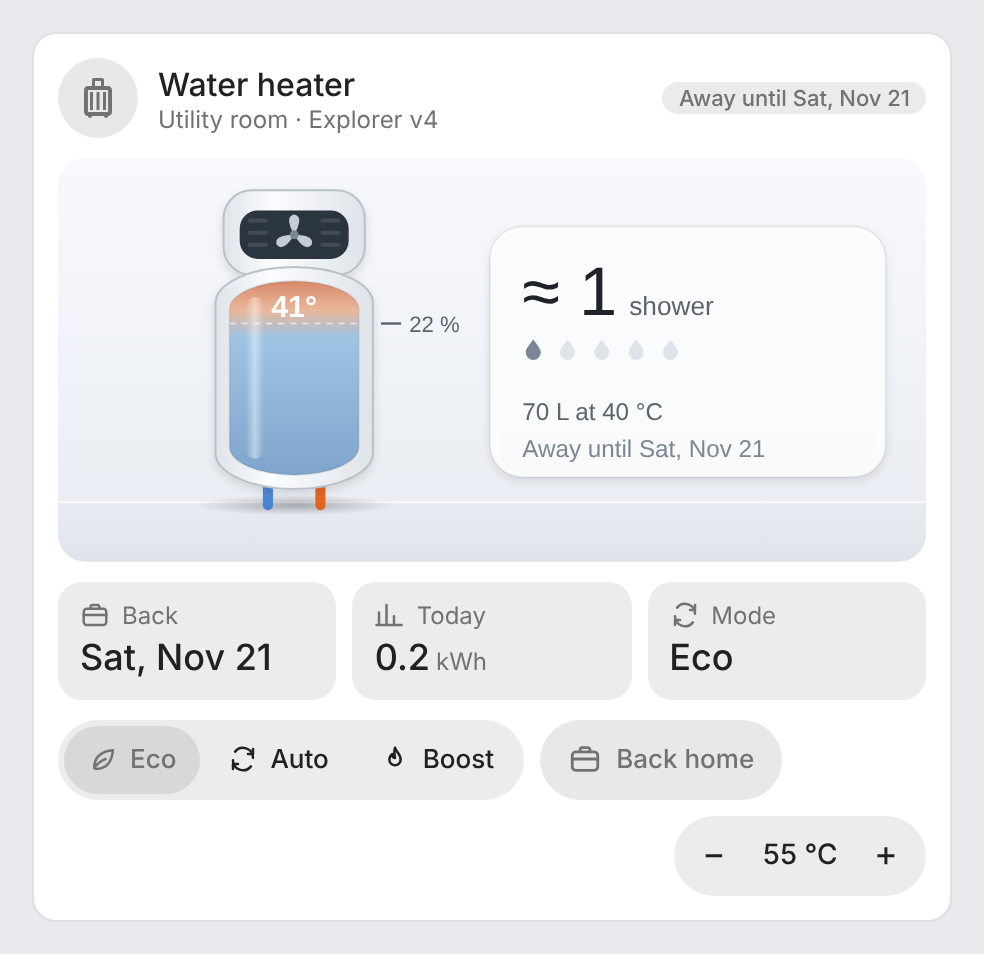 Water heater
Utility room · Explorer v4
Away until Sat, Nov 21
41°
22 %
≈ 1 shower
70 L at 40 °C
Away until Sat, Nov 21
Back
Sat, Nov 21
Today
0.2 kWh
Mode
Eco
Eco Auto Boost Back home
− 55 °C +